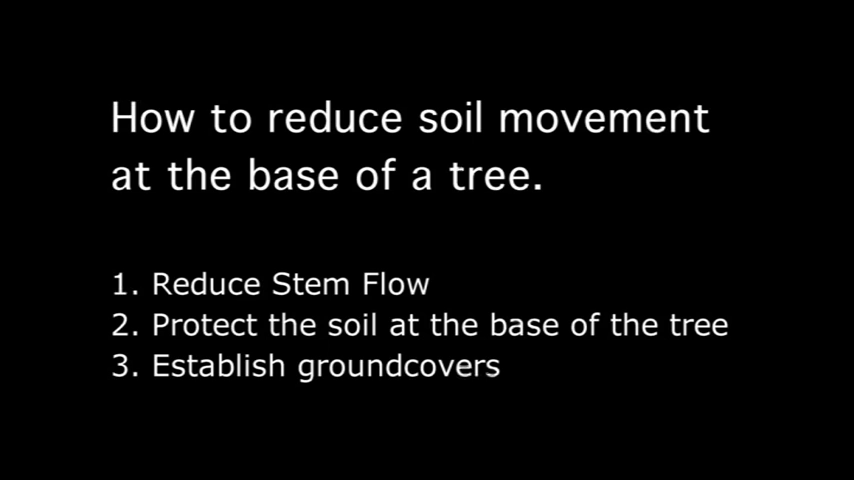 How to reduce soil movement
at the base of a tree.
1. Reduce Stem Flow
2. Protect the soil at the base of the tree
3. Establish groundcovers